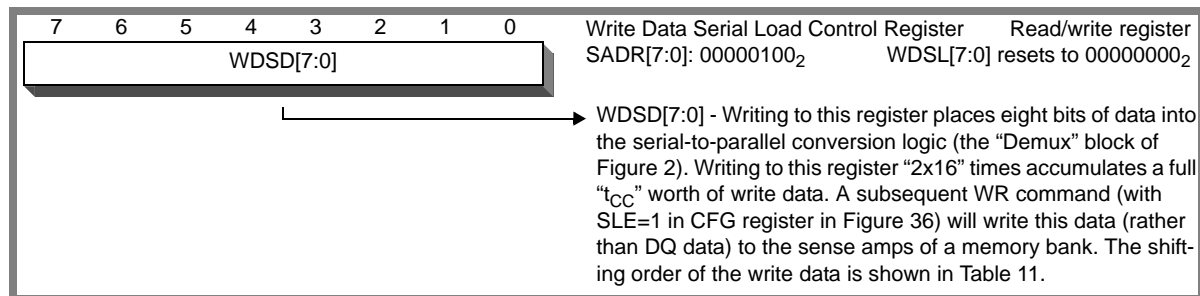 7 6 5 4 3 2 1 0
WDSD[7:0]
Write Data Serial Load Control Register Read/write register
SADR[7:0]: 00000100₂ WDSL[7:0] resets to 00000000₂
WDSD[7:0] - Writing to this register places eight bits of data into
the serial-to-parallel conversion logic (the “Demux” block of
Figure 2). Writing to this register “2x16” times accumulates a full
“tCC” worth of write data. A subsequent WR command (with
SLE=1 in CFG register in Figure 36) will write this data (rather
than DQ data) to the sense amps of a memory bank. The shift-
ing order of the write data is shown in Table 11.